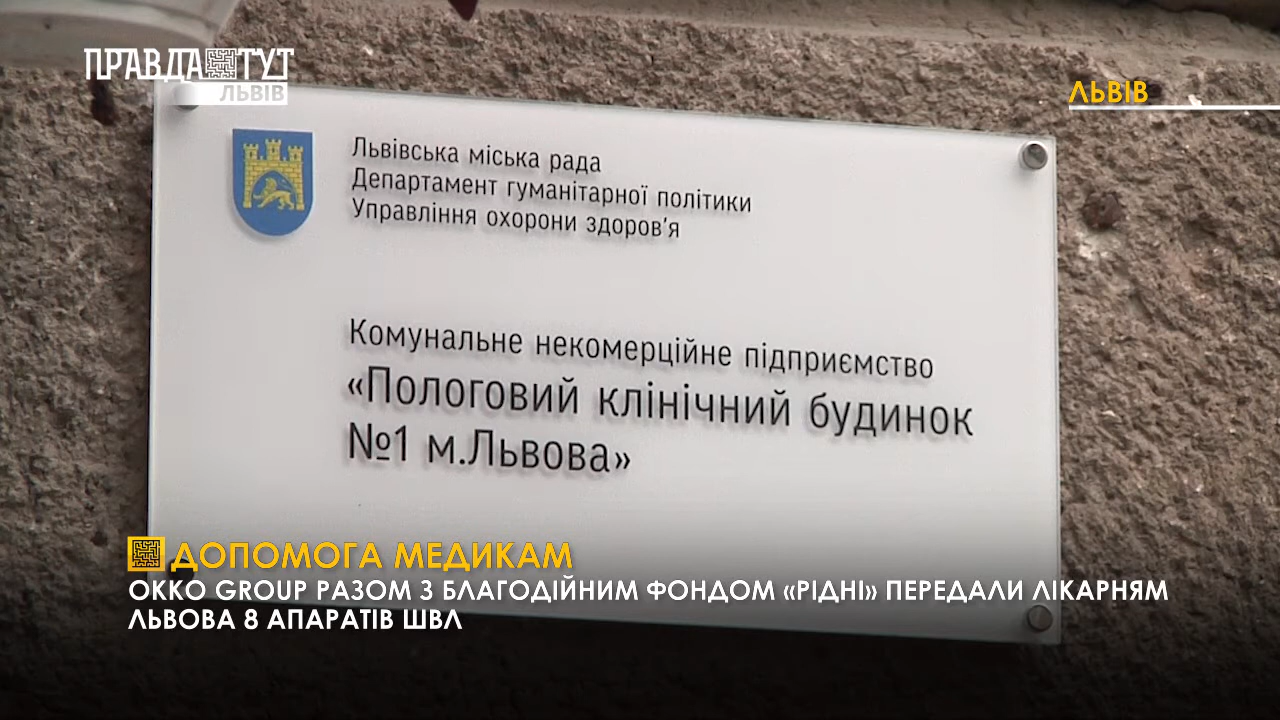 ПРАВДА ТУТ
ЛЬВІВ
ЛЬВІВ
Львівська міська рада
Департамент гуманітарної політики
Управління охорони здоров'я
Комунальне некомерційне підприємство
«Пологовий клінічний будинок
№1 м.Львова»
ДОПОМОГА МЕДИКАМ
ОККО GROUP РАЗОМ З БЛАГОДІЙНИМ ФОНДОМ «РІДНІ» ПЕРЕДАЛИ ЛІКАРНЯМ
ЛЬВОВА 8 АПАРАТІВ ШВЛ